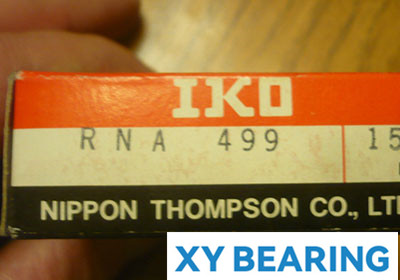 IKO
RNA 499 15
NIPPON THOMPSON CO., LT
XY BEARING